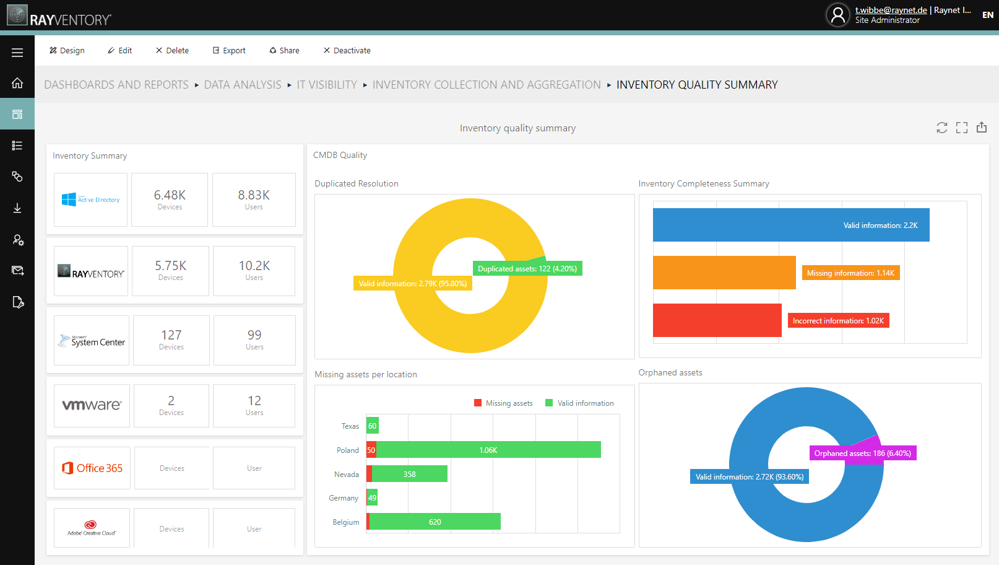 RAYVENTORY
t.wibbe@raynet.de | Raynet I...
Site Administrator
EN
Design
Edit
Delete
Export
Share
Deactivate
DASHBOARDS AND REPORTS
DATA ANALYSIS
IT VISIBILITY
INVENTORY COLLECTION AND AGGREGATION
INVENTORY QUALITY SUMMARY
Inventory quality summary
Inventory Summary
Active Directory
6.48K
Devices
8.83K
Users
RAYVENTORY
5.75K
Devices
10.2K
Users
Microsoft
System Center
127
Devices
99
Users
vmware
2
Devices
12
Users
Office 365
Devices
User
Adobe Creative Cloud
Devices
User
CMDB Quality
Duplicated Resolution
Duplicated assets: 122 (4.20%)
Valid information: 2.79K (95.80%)
Inventory Completeness Summary
Valid information: 2.2K
Missing information: 1.14K
Incorrect information: 1.02K
Missing assets per location
Missing assets
Valid information
Texas
60
Poland
50
1.06K
Nevada
358
Germany
49
Belgium
620
Orphaned assets
Orphaned assets: 186 (6.40%)
Valid information: 2.72K (93.60%)